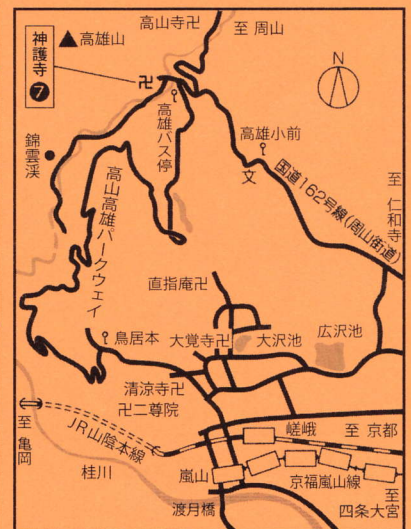 高山寺卍
至 周山
神護寺
7
▲高雄山
N
卍
高雄バス停
高雄小前
文
錦雲渓
国道162号線(周山街道)
至 仁和寺
高山高雄パークウェイ
直指庵卍
鳥居本
大覚寺卍
大沢池
広沢池
清涼寺卍
卍二尊院
至 亀岡
JR山陰本線
嵯峨
至 京都
桂川
嵐山
京福嵐山線
渡月橋
至 四条大宮